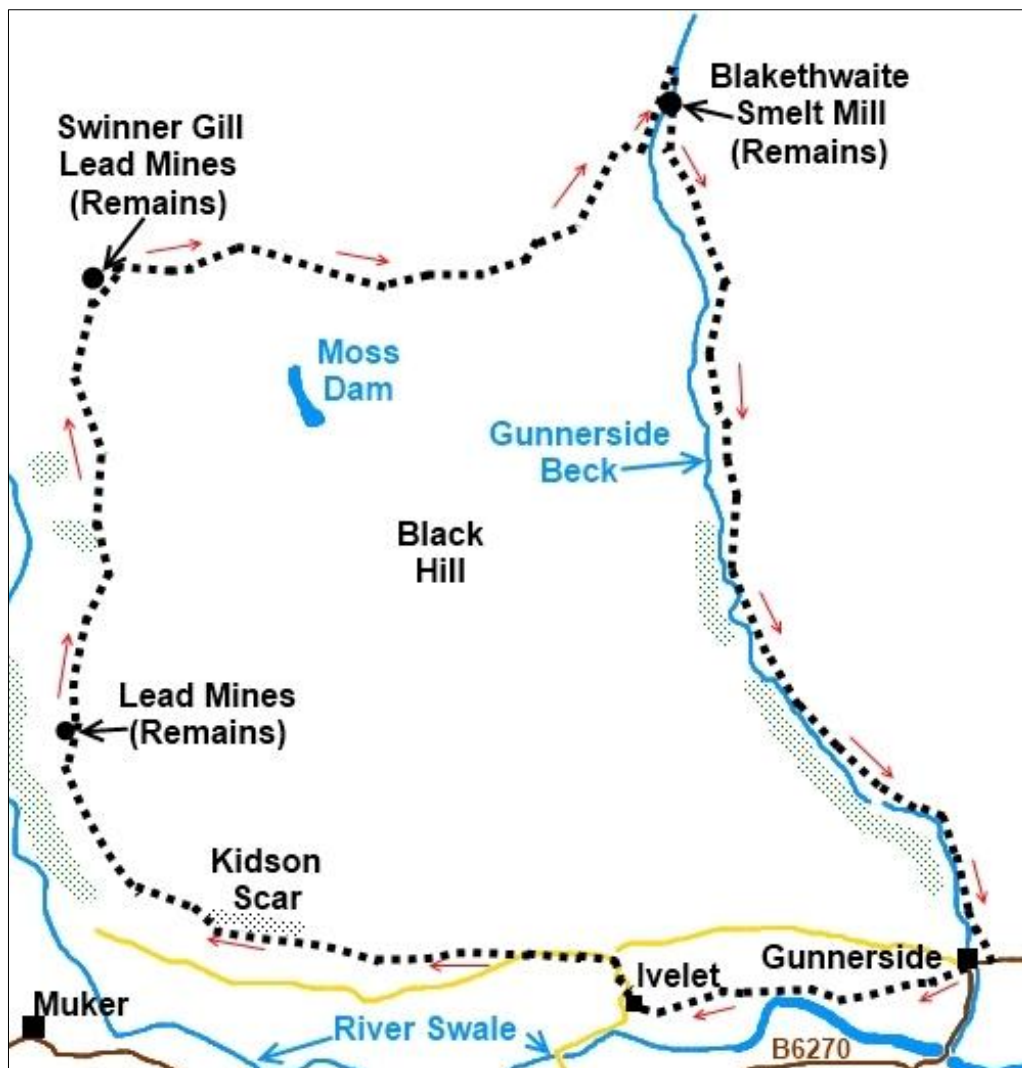 Blakethwaite
Smelt Mill
(Remains)
Swinner Gill
Lead Mines
(Remains)
Moss
Dam
Gunnerside
Beck
Black
Hill
Lead Mines
(Remains)
Kidson
Scar
Gunnerside
Ivelet
Muker
River Swale
B6270